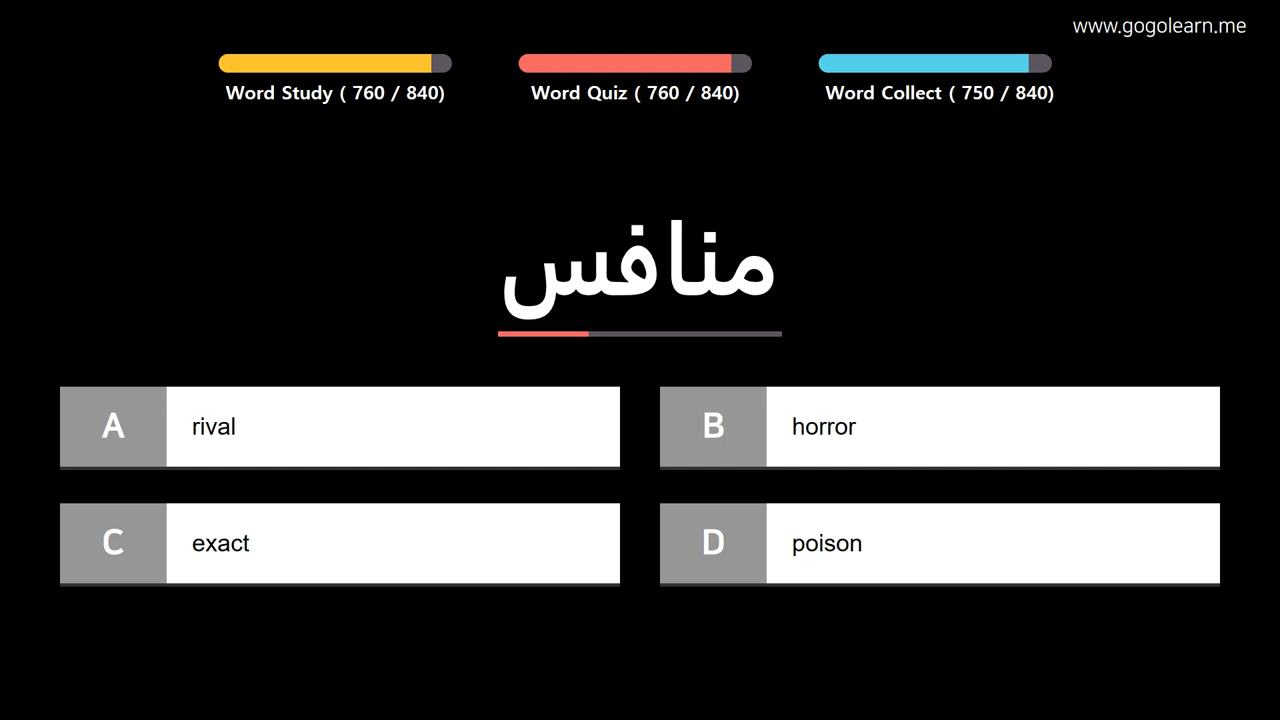 www.gogolearn.me
Word Study ( 760 / 840)
Word Quiz ( 760 / 840)
Word Collect ( 750 / 840)
منافس
A rival
B horror
C exact
D poison